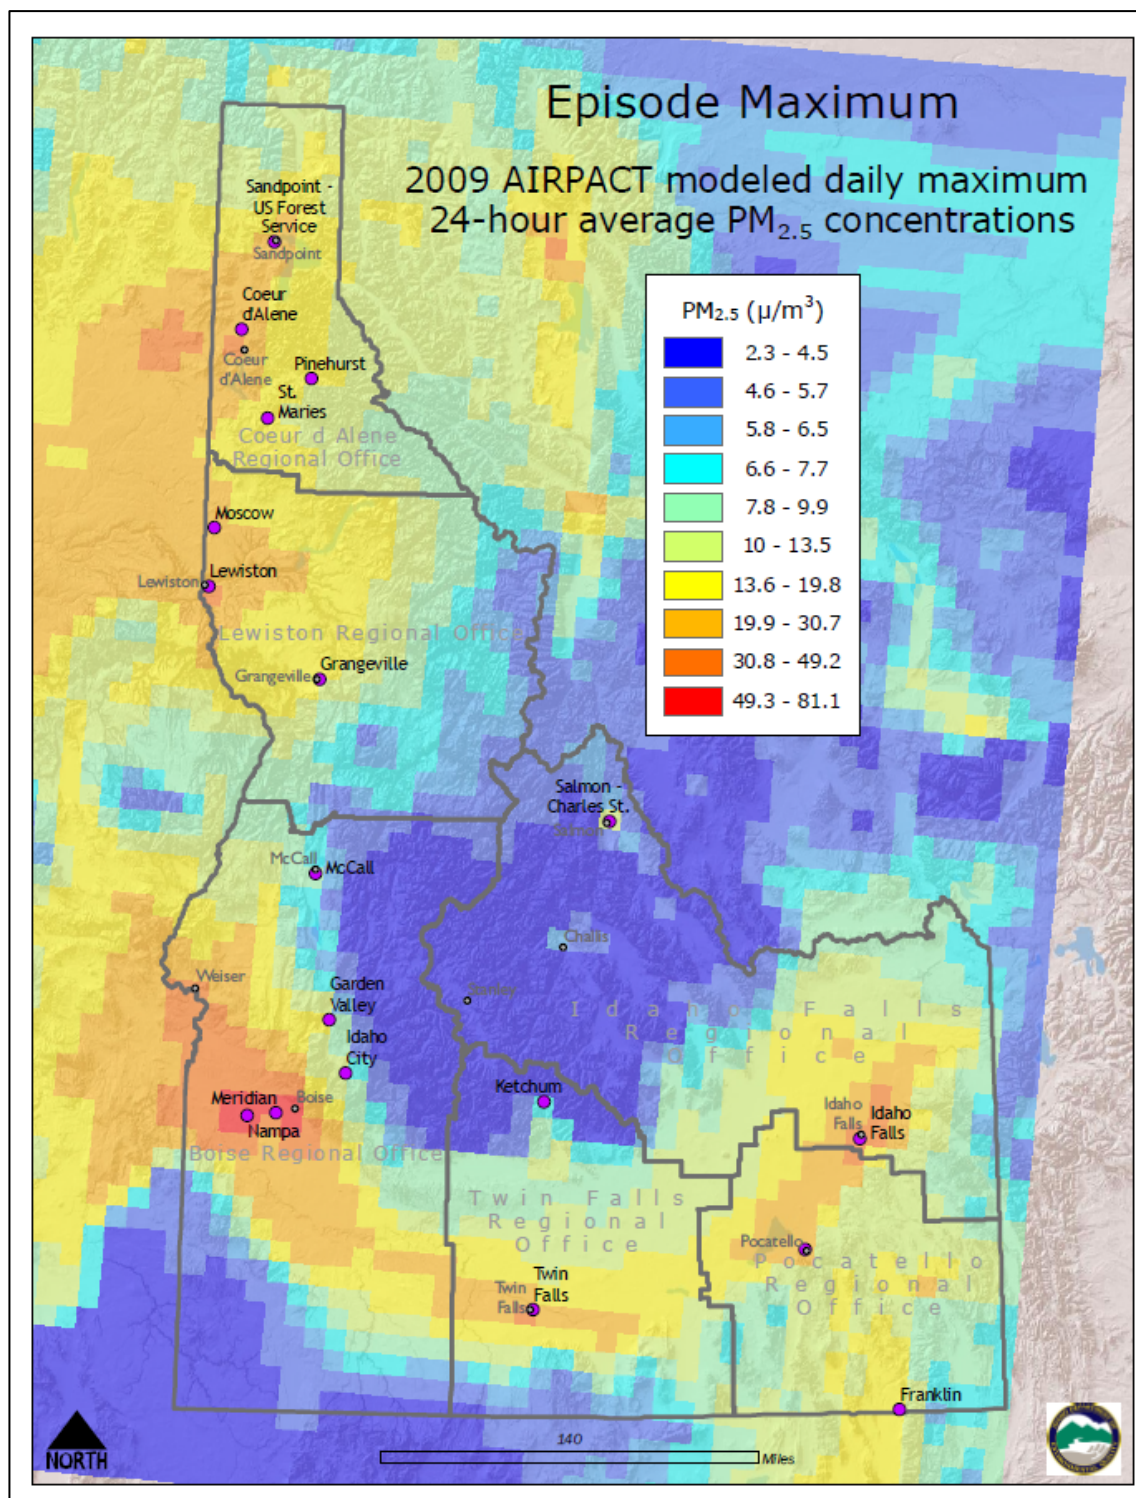 Episode Maximum
2009 AIRPACT modeled daily maximum
24-hour average PM2.5 concentrations
Sandpoint -
US Forest
Service
Sandpoint
PM2.5 (µ/m3)
2.3 - 4.5
4.6 - 5.7
5.8 - 6.5
6.6 - 7.7
7.8 - 9.9
10 - 13.5
13.6 - 19.8
19.9 - 30.7
30.8 - 49.2
49.3 - 81.1
Coeur
d'Alene
Coeur
d'Alene
Pinehurst
St.
Maries
Coeur d Alene
Regional Office
Moscow
Lewiston
Lewiston
Lewiston Regional Office
Grangeville
Grangeville
Salmon -
Charles St.
Salmon
McCall
McCall
Challis
Weiser
Garden
Valley
Stanley
Idaho Falls
Regional
Office
Idaho
City
Ketchum
Meridian
Boise
Nampa
Boise Regional Office
Idaho
Falls
Idaho
Falls
Twin Falls
Regional
Office
Pocatello
Pocatello
Regional
Office
Twin
Falls
Twin
Falls
Franklin
NORTH
140
Miles